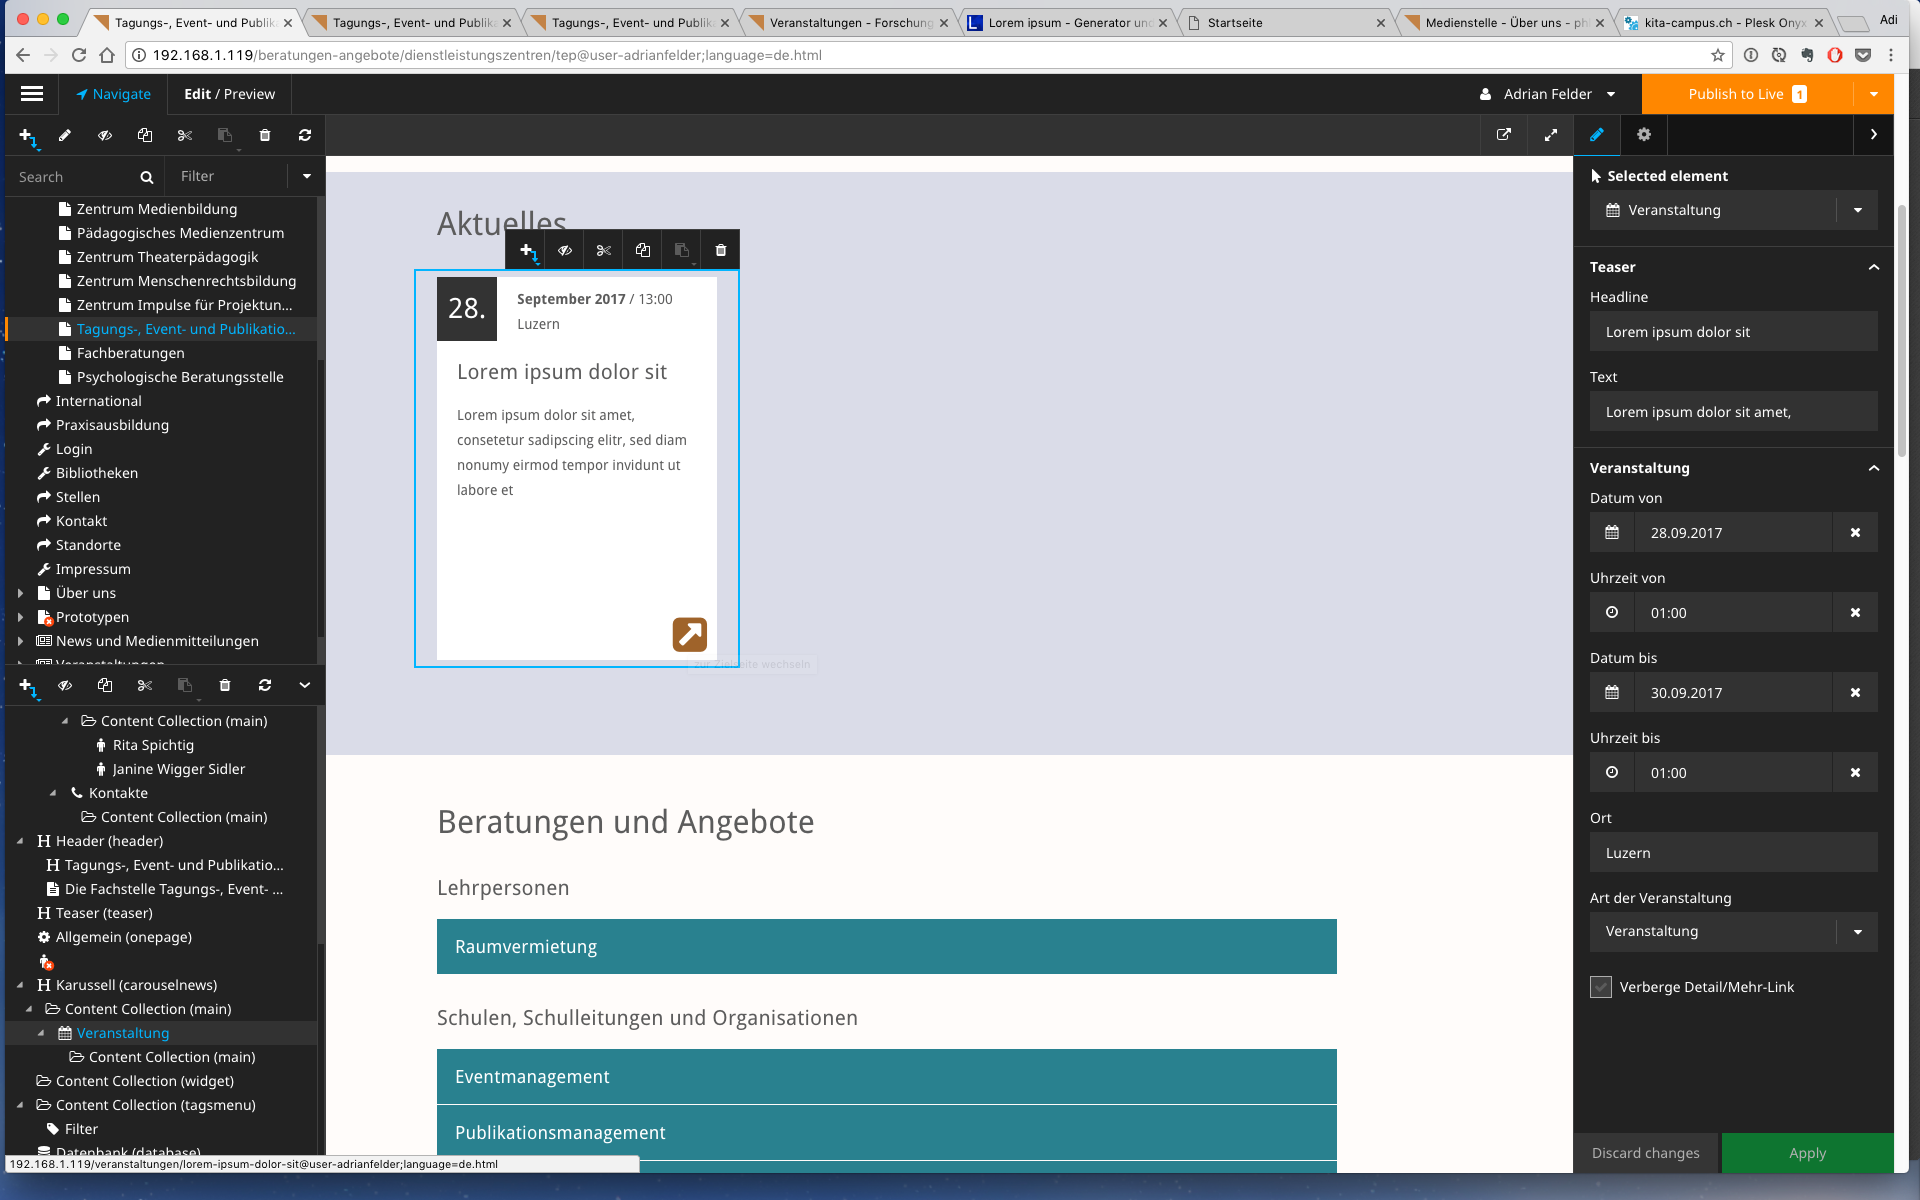 Tagungs-, Event- und Publik
Tagungs-, Event- und Publik
Tagungs-, Event- und Publik
Veranstaltungen - Forschung
Lorem ipsum - Generator und
Startseite
Medienstelle - Über uns - ph
kita-campus.ch - Plesk Onyx
Adi
192.168.1.119/beratungen-angebote/dienstleistungszentren/tep@user-adrianfelder;language=de.html
Navigate
Edit / Preview
Adrian Felder
Publish to Live 1
Search
Filter
Zentrum Medienbildung
Pädagogisches Medienzentrum
Zentrum Theaterpädagogik
Zentrum Menschenrechtsbildung
Zentrum Impulse für Projektun...
Tagungs-, Event- und Publikatio...
Fachberatungen
Psychologische Beratungsstelle
International
Praxisausbildung
Login
Bibliotheken
Stellen
Kontakt
Standorte
Impressum
Über uns
Prototypen
News und Medienmitteilungen
Veranstaltungen
Content Collection (main)
Rita Spichtig
Janine Wigger Sidler
Kontakte
Content Collection (main)
Header (header)
Tagungs-, Event- und Publikatio...
Die Fachstelle Tagungs-, Event- ...
Teaser (teaser)
Allgemein (onepage)
Karussell (carouselnews)
Content Collection (main)
Veranstaltung
Content Collection (main)
Content Collection (widget)
Content Collection (tagsmenu)
Filter
Datenbank (database)
192.168.1.119/veranstaltungen/lorem-ipsum-dolor-sit@user-adrianfelder;language=de.html
Aktuelles
28.
September 2017 / 13:00
Luzern
Lorem ipsum dolor sit
Lorem ipsum dolor sit amet,
consetetur sadipscing elitr, sed diam
nonumy eirmod tempor invidunt ut
labore et
zur Zielseite wechseln
Beratungen und Angebote
Lehrpersonen
Raumvermietung
Schulen, Schulleitungen und Organisationen
Eventmanagement
Publikationsmanagement
Selected element
Veranstaltung
Teaser
Headline
Lorem ipsum dolor sit
Text
Lorem ipsum dolor sit amet,
Veranstaltung
Datum von
28.09.2017
Uhrzeit von
01:00
Datum bis
30.09.2017
Uhrzeit bis
01:00
Ort
Luzern
Art der Veranstaltung
Veranstaltung
Verberge Detail/Mehr-Link
Discard changes
Apply